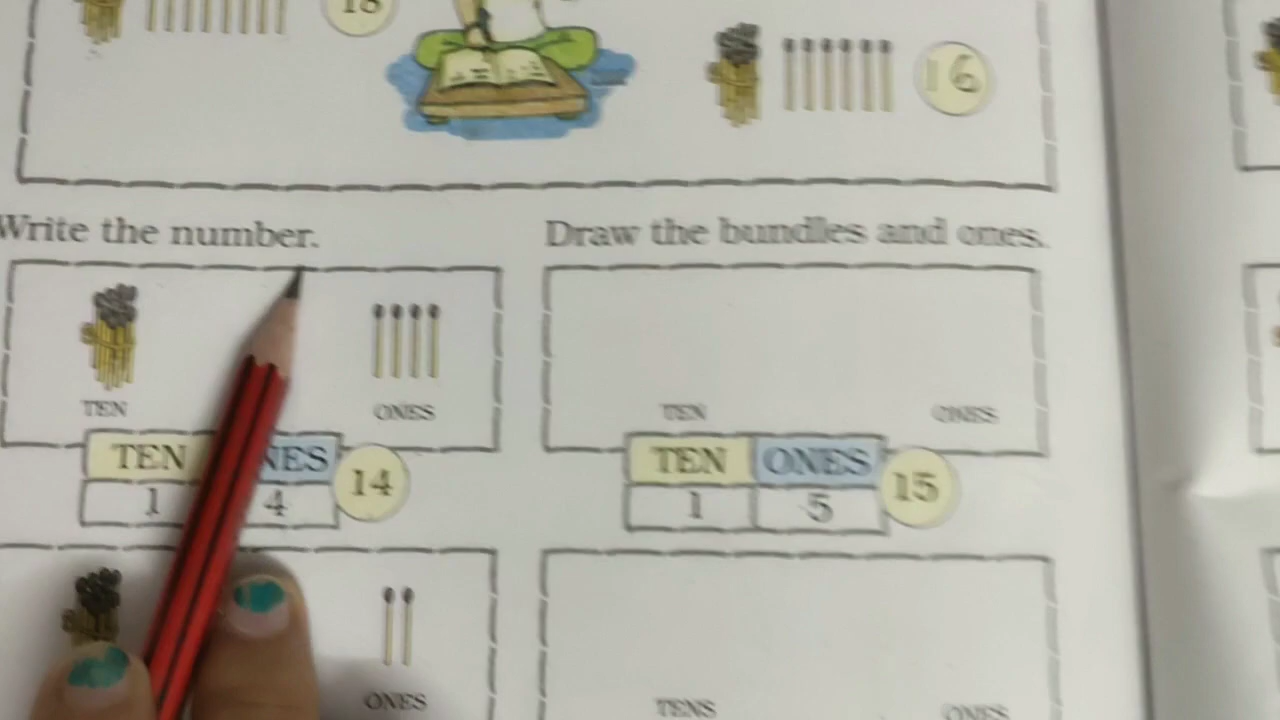 18
16
Write the number.
Draw the bundles and ones.
TEN
ONES
TEN
ONES
TEN
TEN ONES
14
15
1 4
1 5
ONES
TENS
ONES